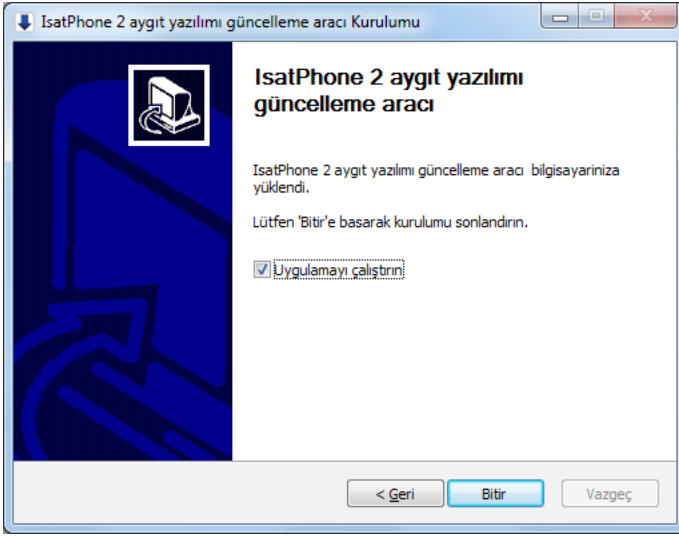 IsatPhone 2 aygıt yazılımı güncelleme aracı Kurulumu
IsatPhone 2 aygıt yazılımı
güncelleme aracı
IsatPhone 2 aygıt yazılımı güncelleme aracı bilgisayariniza
yüklendi.
Lütfen 'Bitir'e basarak kurulumu sonlandırın.
Uygulamayı çalıştırın
< Geri
Bitir
Vazgeç